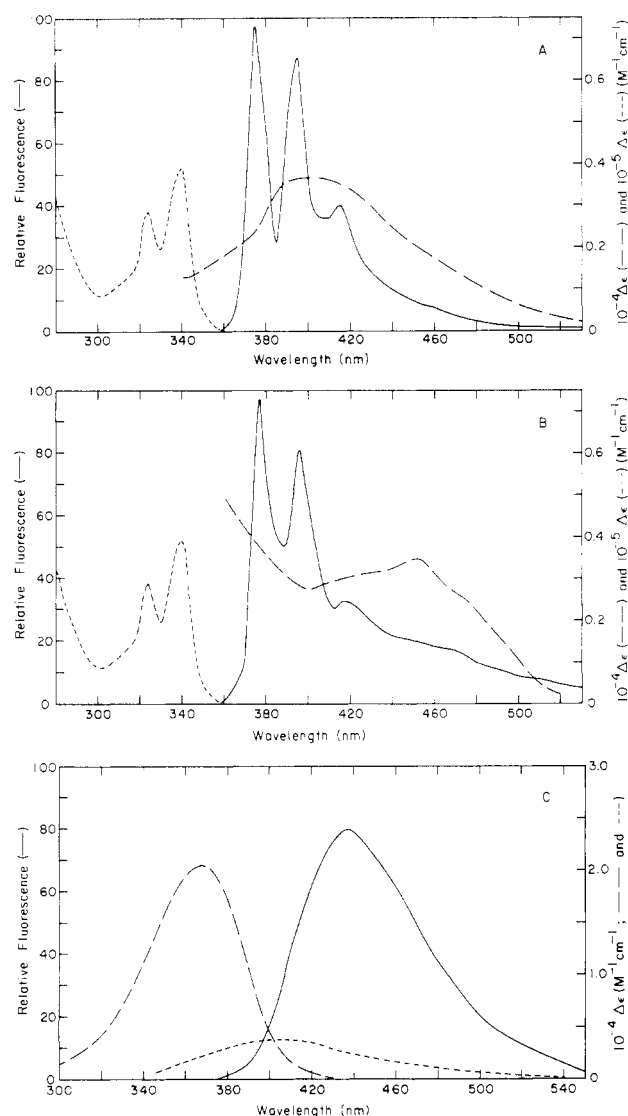 A
Relative Fluorescence (——)
00
80
60
40
20
0
0.6
0.4
0.2
0
10⁻⁴Δε (— —) and 10⁻⁵ Δε (---) (M⁻¹cm⁻¹)
300 340 380 420 460 500
Wavelength (nm)
B
Relative Fluorescence (——)
100
80
60
40
20
0
0.6
0.4
0.2
0
10⁻⁴Δε (— —) and 10⁻⁵ Δε (---) (M⁻¹cm⁻¹)
300 340 380 420 460 500
Wavelength (nm)
C
Relative Fluorescence (——)
100
80
60
40
20
0
3.0
2.0
1.0
0
10⁻⁴Δε (M⁻¹cm⁻¹; — — and ---)
300 340 380 420 460 500 540
Wavelength (nm)